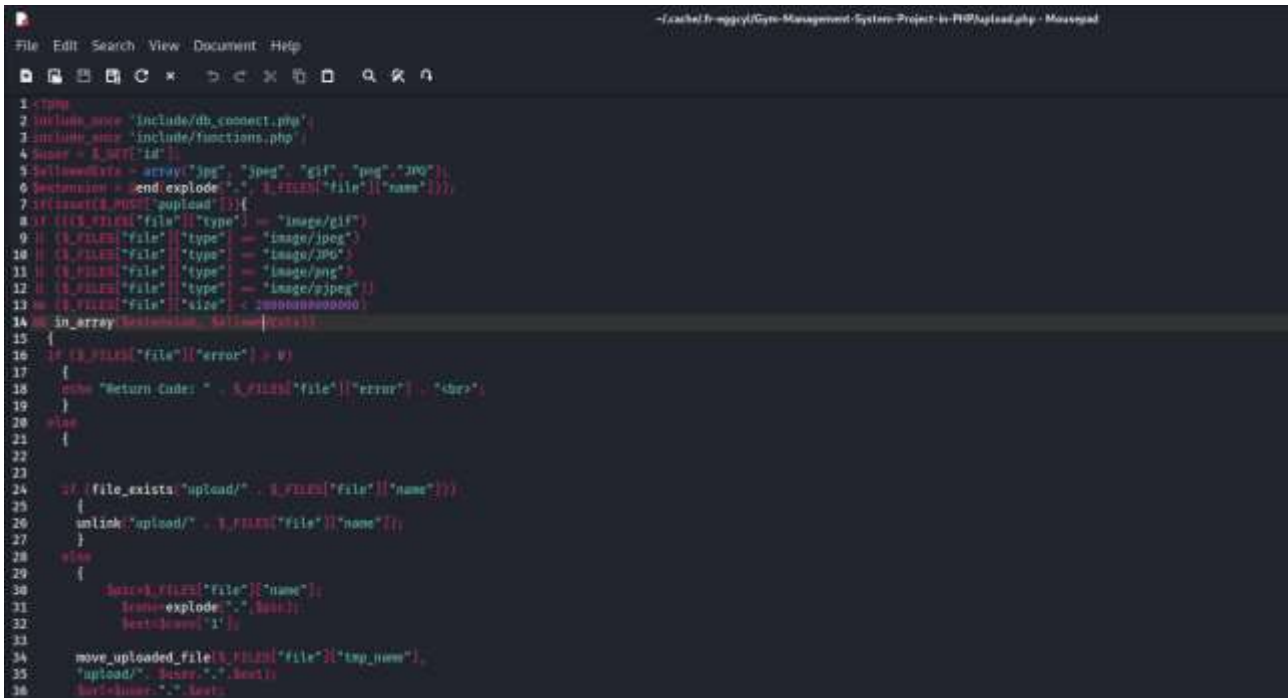 ~/.cache/.fr-eggcyl/Gym-Management-System-Project-in-PHP/upload.php - Mousepad
File Edit Search View Document Help
1 <?php
2 include_once 'include/db_connect.php';
3 include_once 'include/functions.php';
4 $user = $_GET['id'];
5 $allowedExts = array("jpg", "jpeg", "gif", "png","JPG");
6 $extension = @end(explode(".", $_FILES["file"]["name"]));
7 if(isset($_POST['pupload'])){
8 if ((($_FILES["file"]["type"] == "image/gif")
9 || ($_FILES["file"]["type"] == "image/jpeg")
10 || ($_FILES["file"]["type"] == "image/JPG")
11 || ($_FILES["file"]["type"] == "image/png")
12 || ($_FILES["file"]["type"] == "image/pjpeg"))
13 && ($_FILES["file"]["size"] <
14 && in_array($extension, $allowedExts))
15 {
16 if ($_FILES["file"]["error"] > 0)
17 {
18 echo "Return Code: " . $_FILES["file"]["error"] . "<br>";
19 }
20 else
21 {
22
23
24 if (file_exists("upload/" . $_FILES["file"]["name"]))
25 {
26 unlink("upload/" . $_FILES["file"]["name"]);
27 }
28 else
29 {
30 $pic=$_FILES["file"]["name"];
31 $conv=explode(".",$pic);
32 $ext=$conv['1'];
33
34 move_uploaded_file($_FILES["file"]["tmp_name"],
35 "upload/". $user.".".$ext);
36 $url=$user.".".$ext;